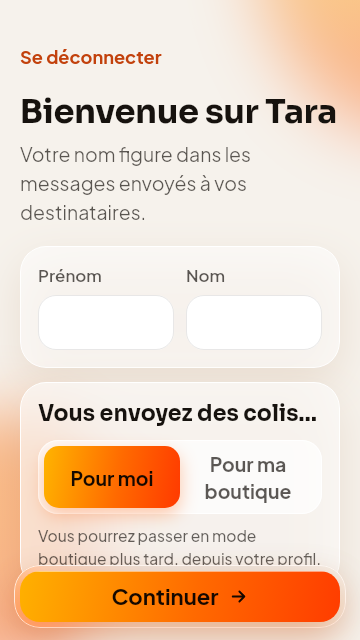 Se déconnecter
Bienvenue sur Tara
Votre nom figure dans les
messages envoyés à vos
destinataires.
Prénom Nom
Vous envoyez des colis...
Pour moi
Pour ma
boutique
Vous pourrez passer en mode
boutique plus tard, depuis votre profil.
Continuer →